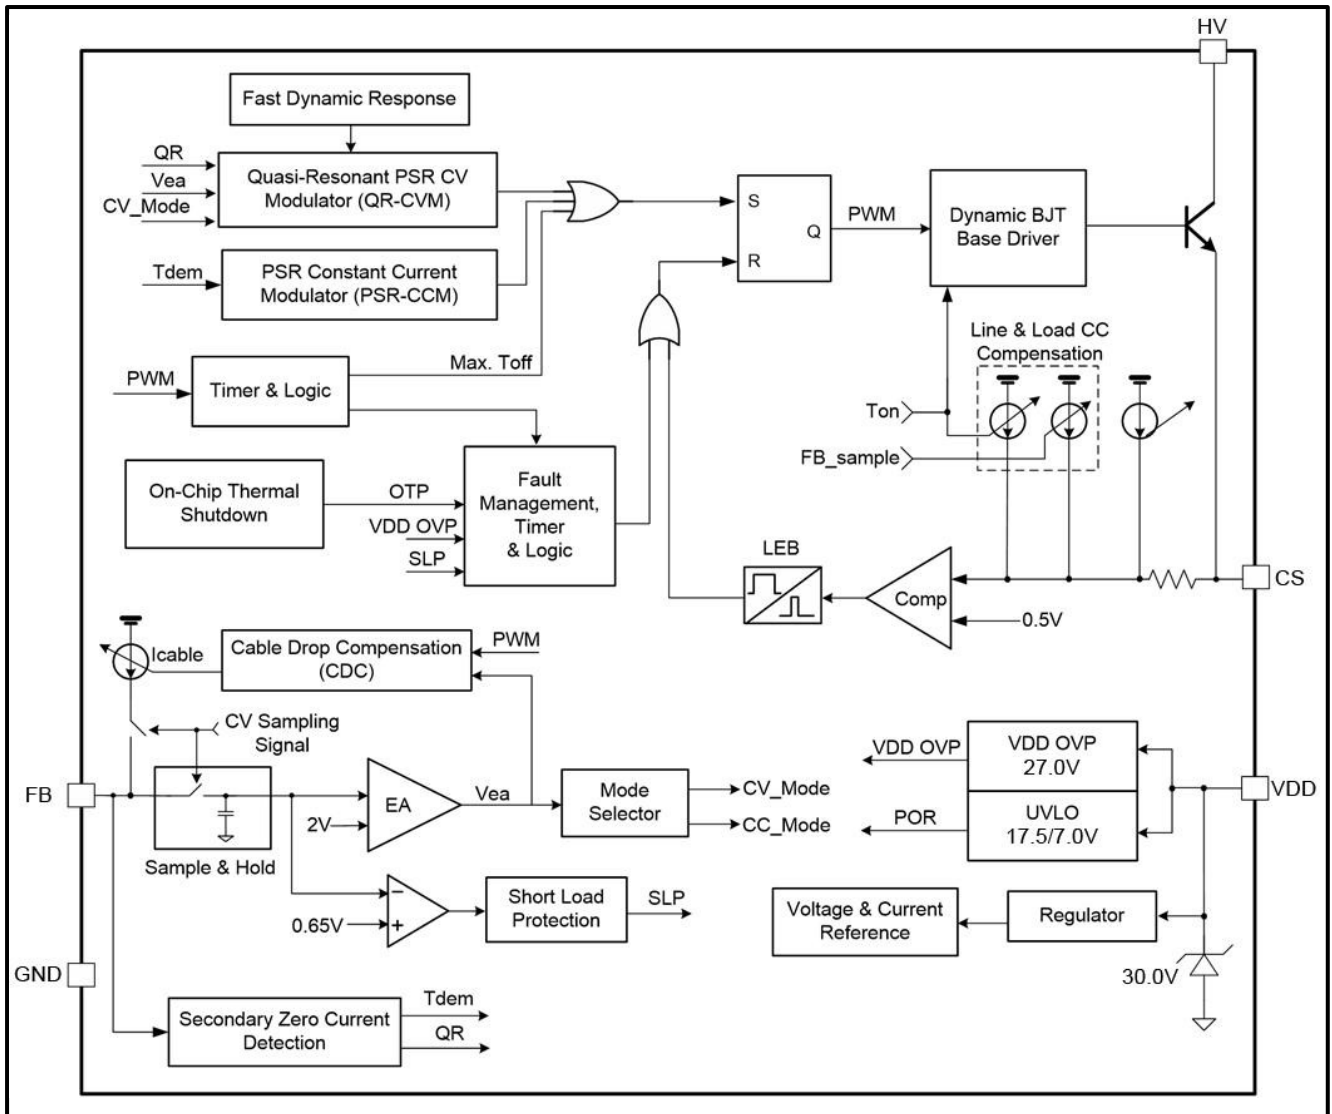 HV
Fast Dynamic Response
QR
Vea
CV_Mode
Quasi-Resonant PSR CV
Modulator (QR-CVM)
Tdem
PSR Constant Current
Modulator (PSR-CCM)
S
R
Q
PWM
Dynamic BJT
Base Driver
Line & Load CC
Compensation
Max. Toff
PWM
Timer & Logic
Ton
FB_sample
On-Chip Thermal
Shutdown
OTP
VDD OVP
SLP
Fault
Management,
Timer
& Logic
LEB
Comp
0.5V
CS
Icable
Cable Drop Compensation
(CDC)
PWM
CV Sampling
Signal
FB
Sample & Hold
2V
EA
Vea
Mode
Selector
CV_Mode
CC_Mode
VDD OVP
POR
VDD OVP
27.0V
UVLO
17.5/7.0V
VDD
0.65V
−
+
Short Load
Protection
SLP
Voltage & Current
Reference
Regulator
30.0V
GND
Secondary Zero Current
Detection
Tdem
QR